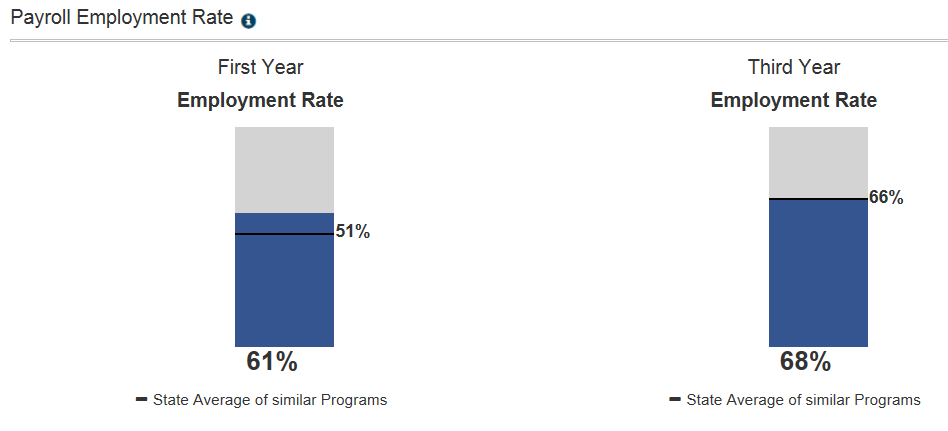 Payroll Employment Rate
First Year
Employment Rate
51%
61%
State Average of similar Programs
Third Year
Employment Rate
66%
68%
State Average of similar Programs